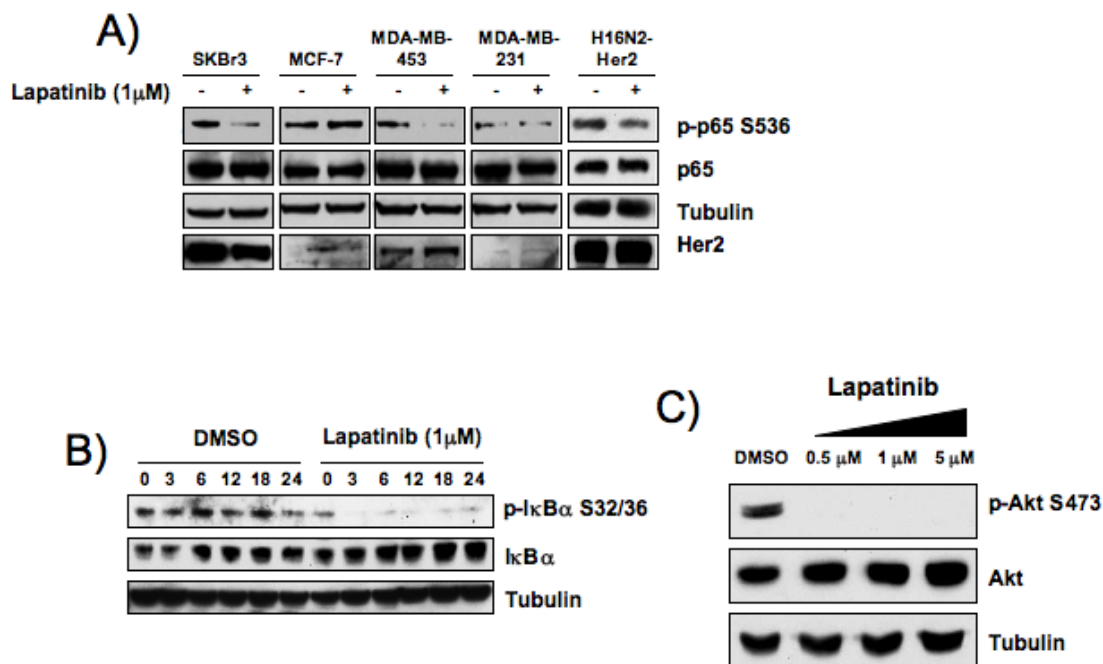 A)
SKBr3 MCF-7 MDA-MB-453 MDA-MB-231 H16N2-Her2
Lapatinib (1μM) - + - + - + - + - +
p-p65 S536
p65
Tubulin
Her2
B)
DMSO Lapatinib (1μM)
0 3 6 12 18 24 0 3 6 12 18 24
p-IκBα S32/36
IκBα
Tubulin
C)
Lapatinib
DMSO 0.5 μM 1 μM 5 μM
p-Akt S473
Akt
Tubulin